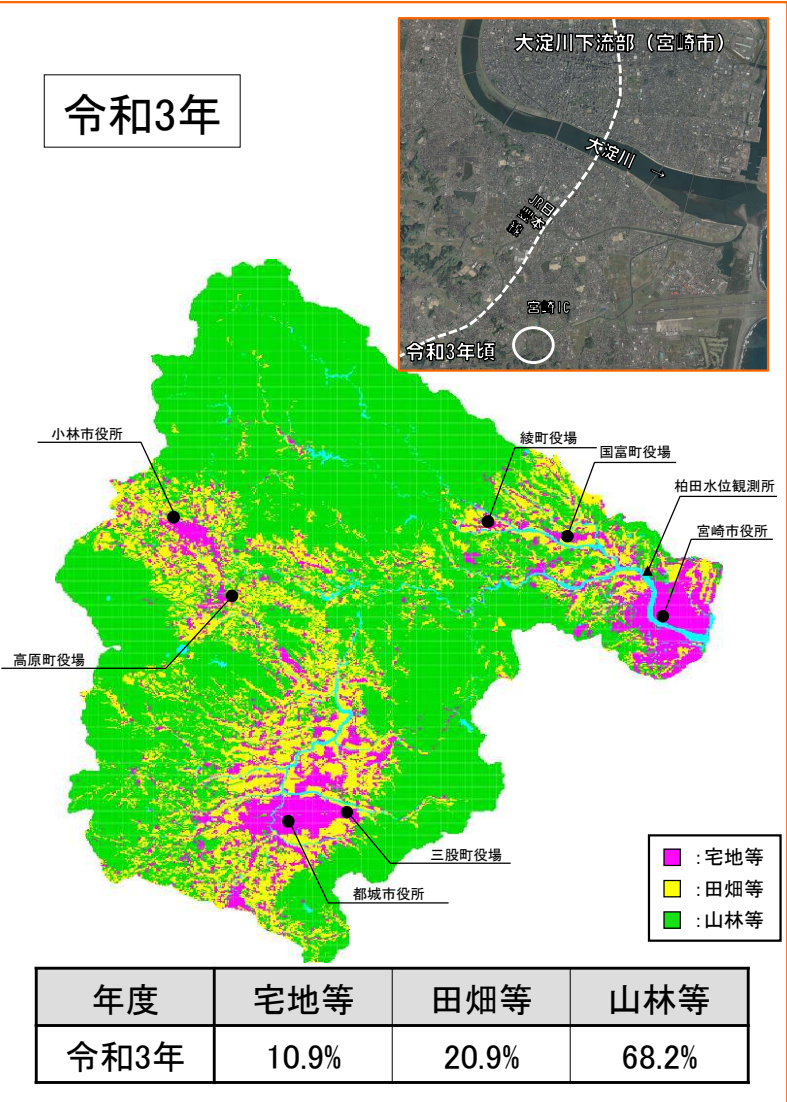 令和3年
大淀川下流部（宮崎市）
大淀川 →
JR日
豊本
線
宮崎IC
令和3年頃
小林市役所
綾町役場
国富町役場
柏田水位観測所
宮崎市役所
高原町役場
三股町役場
都城市役所
：宅地等
：田畑等
：山林等
年度 宅地等 田畑等 山林等
令和3年 10.9% 20.9% 68.2%